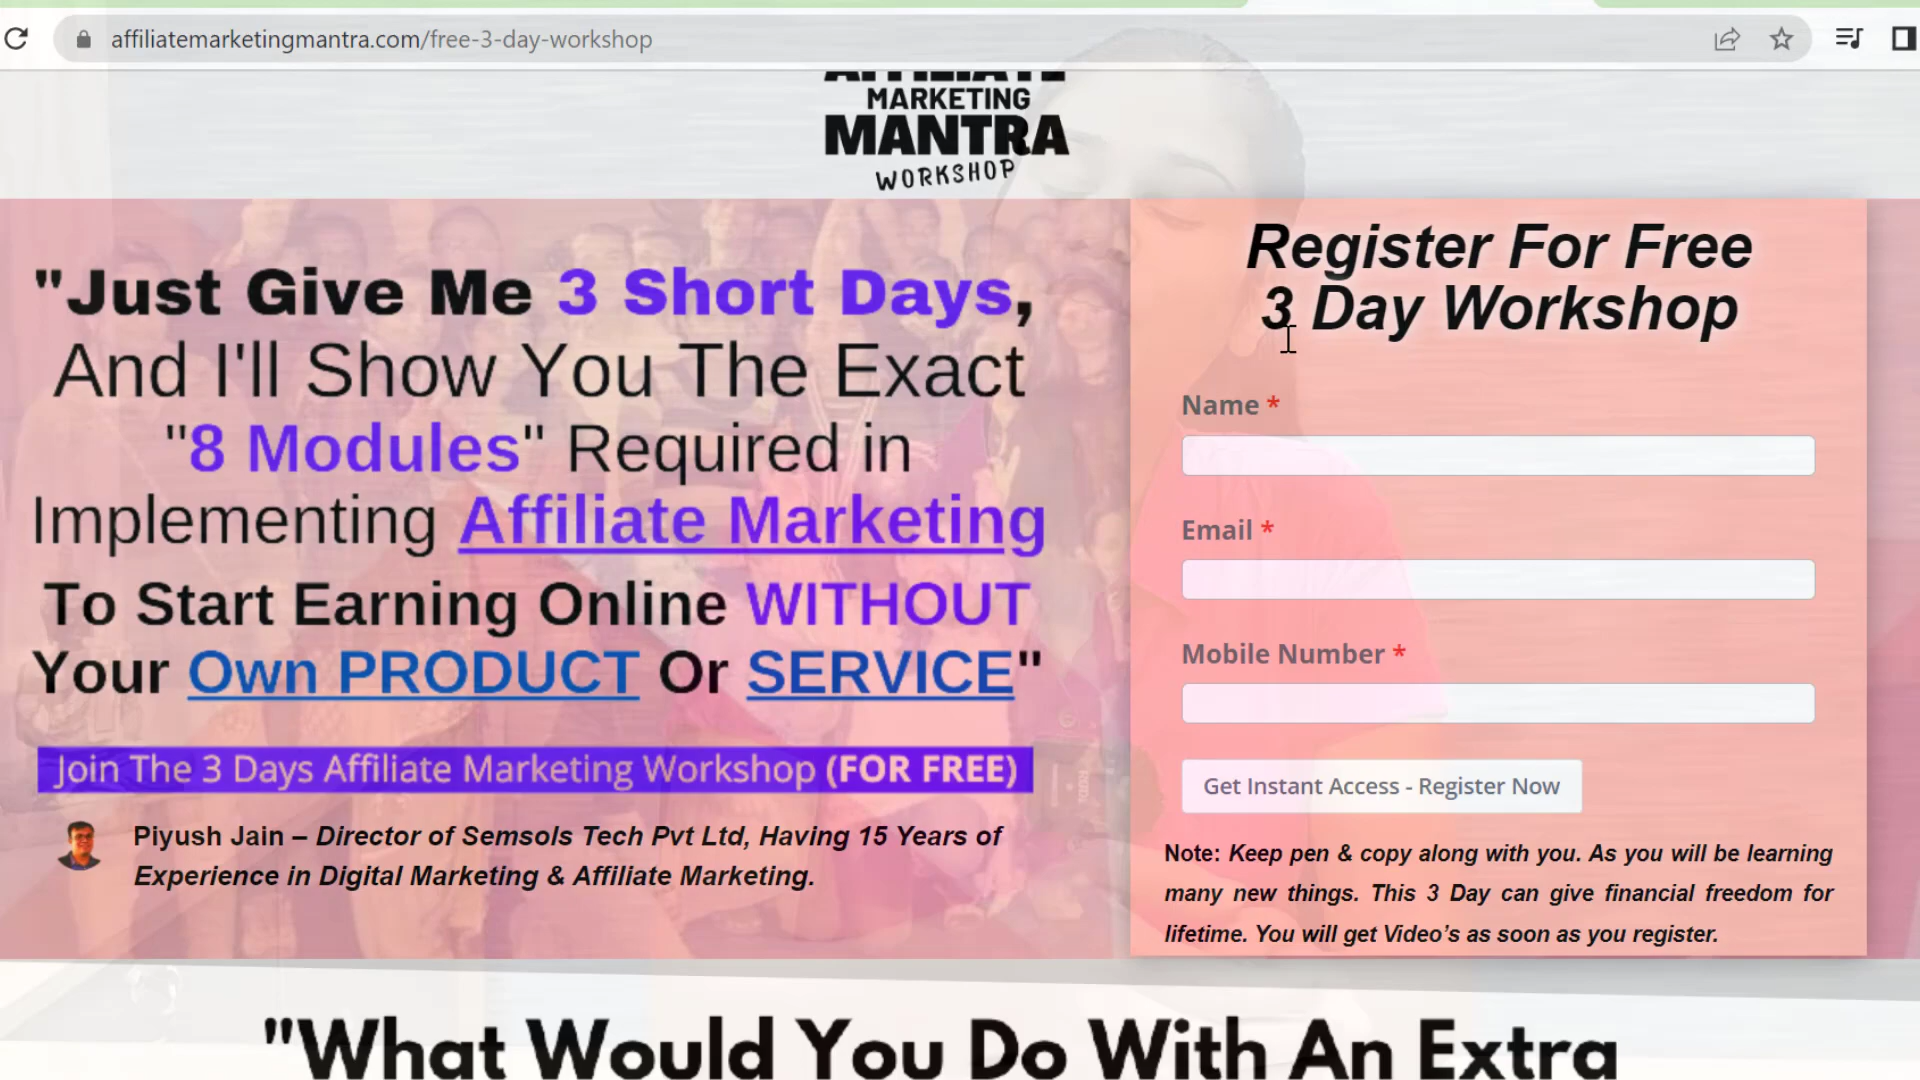 affiliatemarketingmantra.com/free-3-day-workshop
AFFILIATE
MARKETING
MANTRA
WORKSHOP
"Just Give Me 3 Short Days,
And I'll Show You The Exact
"8 Modules" Required in
Implementing Affiliate Marketing
To Start Earning Online WITHOUT
Your Own PRODUCT Or SERVICE"
Join The 3 Days Affiliate Marketing Workshop (FOR FREE)
Piyush Jain – Director of Semsols Tech Pvt Ltd, Having 15 Years of
Experience in Digital Marketing & Affiliate Marketing.
Register For Free
3 Day Workshop
Name *
Email *
Mobile Number *
Get Instant Access - Register Now
Note: Keep pen & copy along with you. As you will be learning
many new things. This 3 Day can give financial freedom for
lifetime. You will get Video's as soon as you register.
"What Would You Do With An Extra